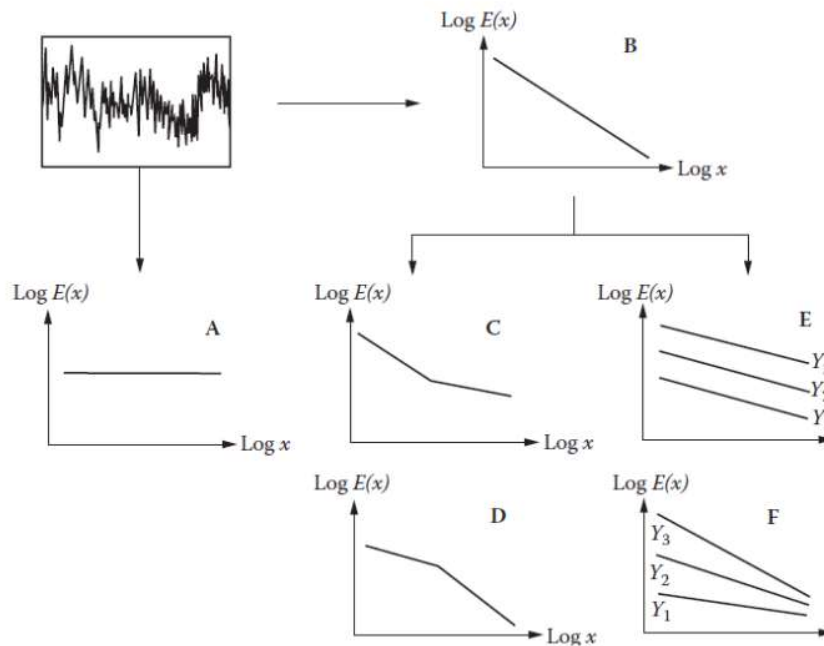 Log E(x)
B
Log x
Log E(x)
A
Log x
Log E(x)
C
Log x
Log E(x)
E
Log E(x)
D
Log x
Log E(x)
F
Y3
Y2
Y1